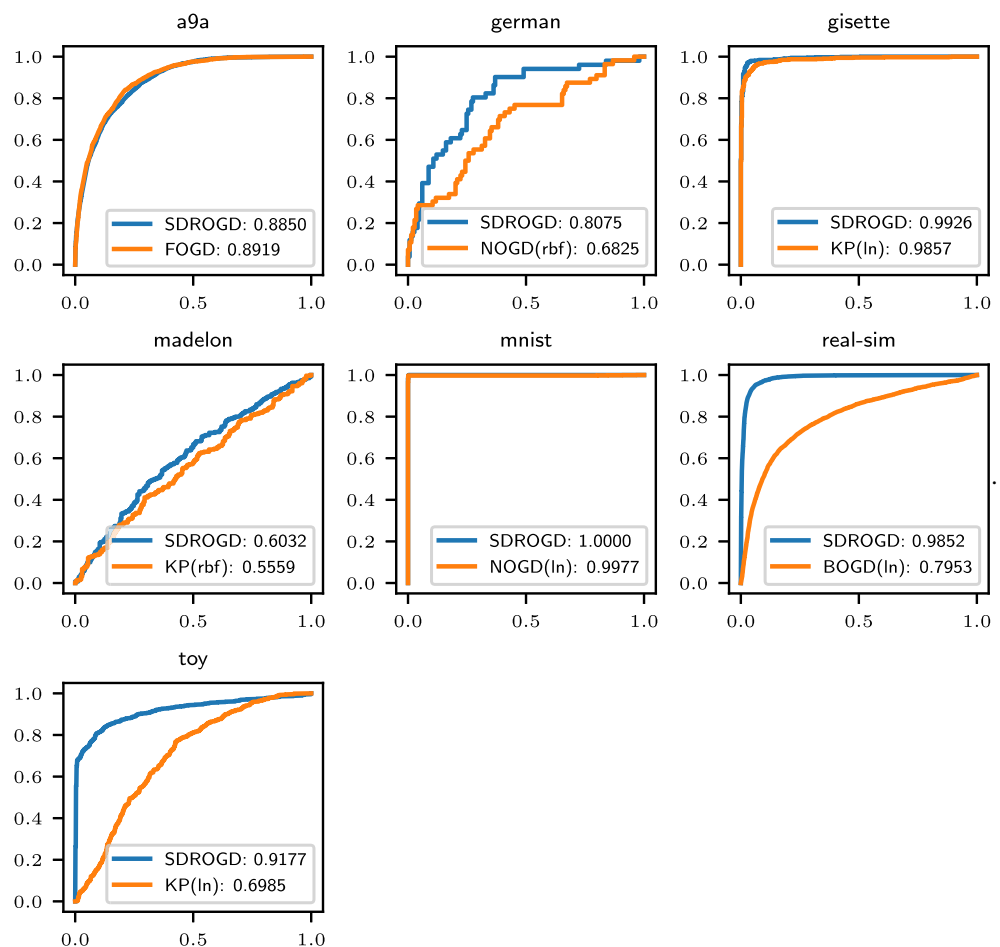 a9a
1.0
0.8
0.6
0.4
0.2
0.0
SDROGD: 0.8850
FOGD: 0.8919
0.0 0.5 1.0
german
1.0
0.8
0.6
0.4
0.2
0.0
SDROGD: 0.8075
NOGD(rbf): 0.6825
0.0 0.5 1.0
gisette
1.0
0.8
0.6
0.4
0.2
0.0
SDROGD: 0.9926
KP(ln): 0.9857
0.0 0.5 1.0
madelon
1.0
0.8
0.6
0.4
0.2
0.0
SDROGD: 0.6032
KP(rbf): 0.5559
0.0 0.5 1.0
mnist
1.0
0.8
0.6
0.4
0.2
0.0
SDROGD: 1.0000
NOGD(ln): 0.9977
0.0 0.5 1.0
real-sim
1.0
0.8
0.6
0.4
0.2
0.0
SDROGD: 0.9852
BOGD(ln): 0.7953
0.0 0.5 1.0
.
toy
1.0
0.8
0.6
0.4
0.2
0.0
SDROGD: 0.9177
KP(ln): 0.6985
0.0 0.5 1.0